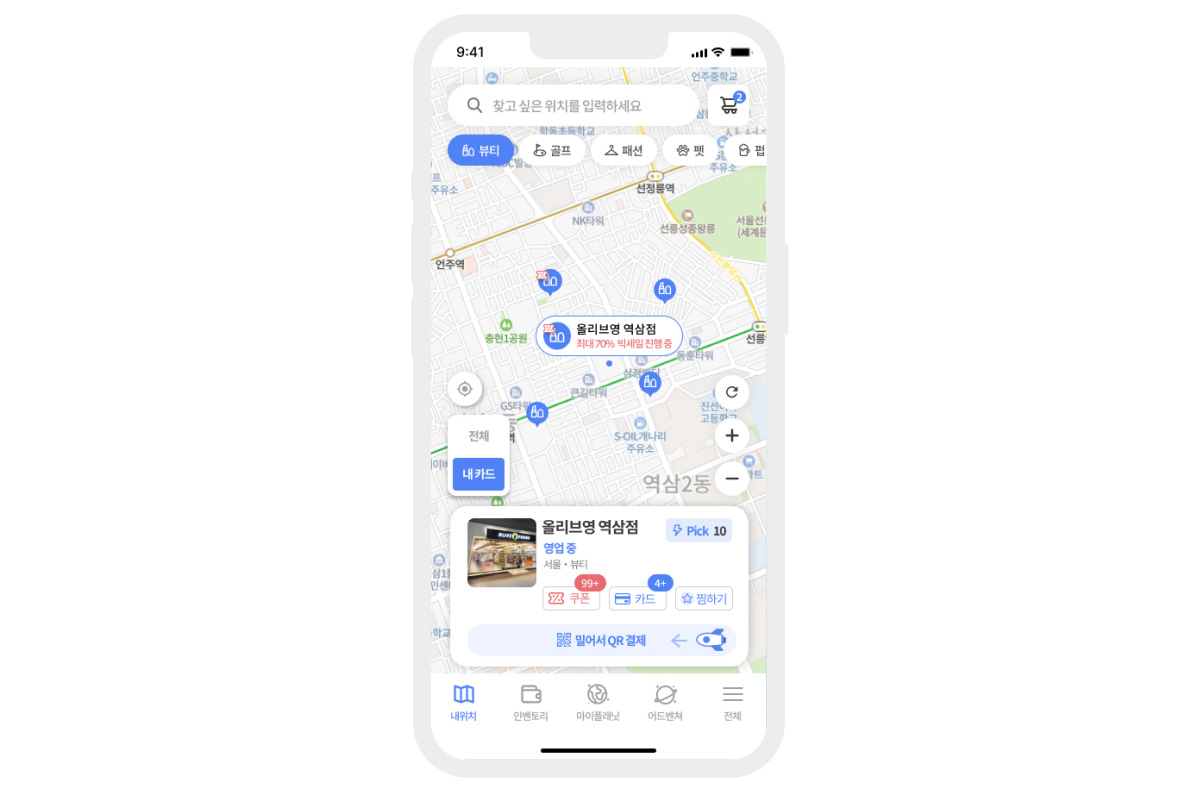 9:41
언주중학교
찾고 싶은 위치를 입력하세요
2
학동초등학교
뷰티
골프
패션
펫
펍
주유소
주유소
선정릉역
NK타워
선릉성종왕릉
서울선
(세계문
언주역
올리브영 역삼점
최대 70% 빅세일 진행 중
충현1공원
선릉
동훈타워
큰길타워
GS타워
진선여
고등학
전체
역
내 카드
S-OIL개나리
주유소
마트
역삼2동
올리브영 역삼점
Pick 10
영업 중
서울 • 뷰티
99+
4+
쿠폰
카드
찜하기
밀어서 QR 결제
내위치
인벤토리
마이플래닛
어드벤쳐
전체